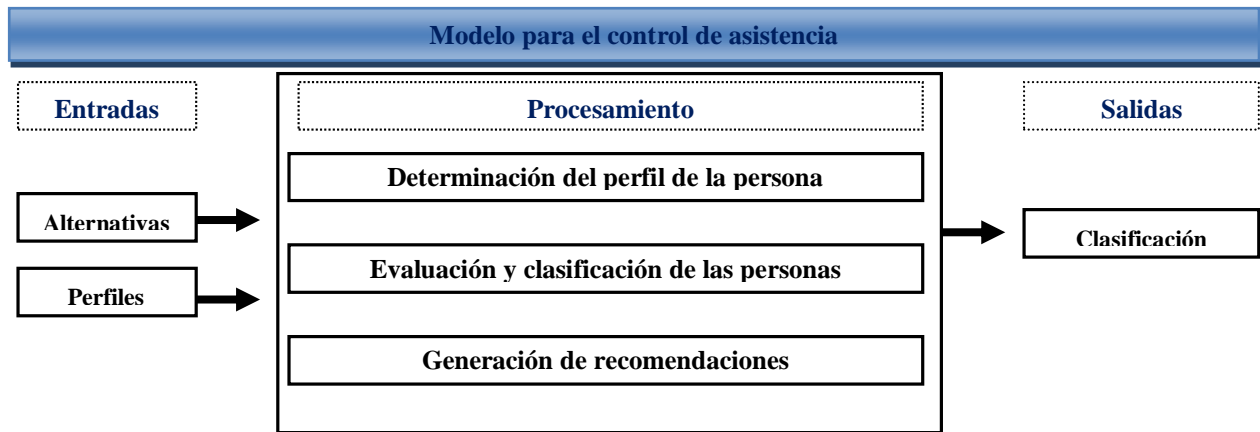 Modelo para el control de asistencia
Entradas
Procesamiento
Salidas
Determinación del perfil de la persona
Alternativas
Clasificación
Evaluación y clasificación de las personas
Perfiles
Generación de recomendaciones